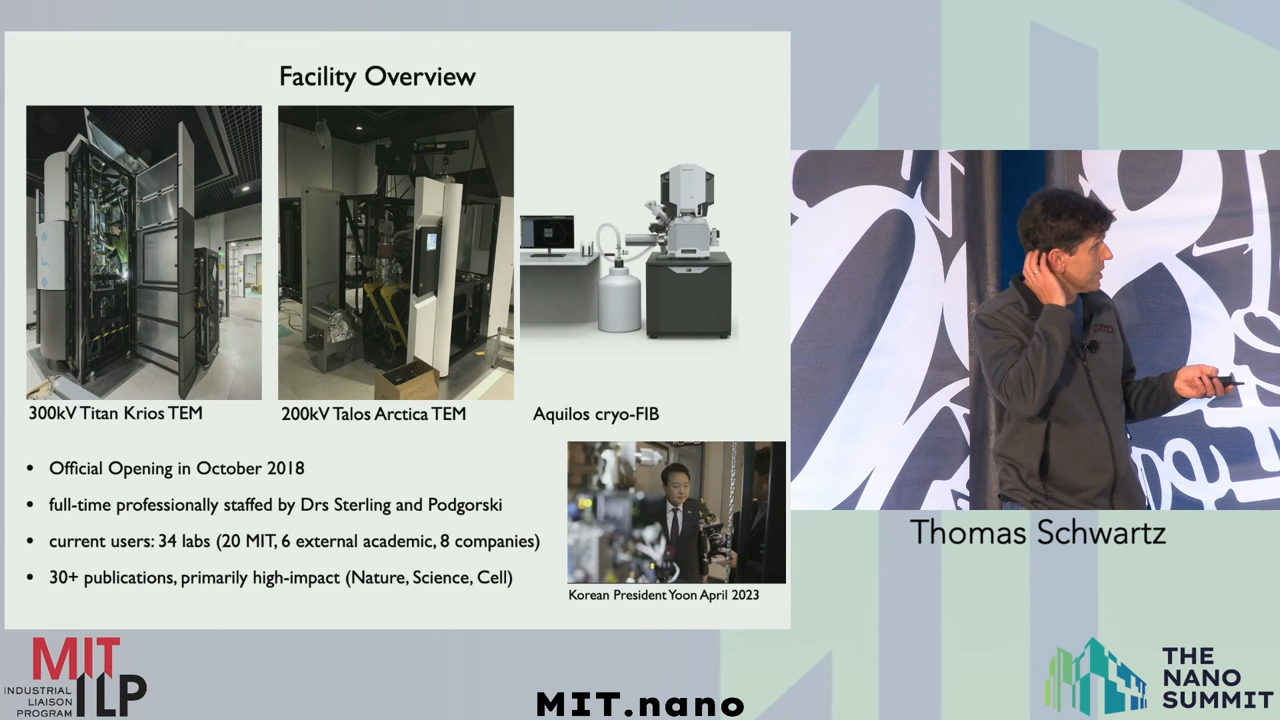 Facility Overview
300kV Titan Krios TEM
200kV Talos Arctica TEM
Aquilos cryo-FIB
• Official Opening in October 2018
• full-time professionally staffed by Drs Sterling and Podgorski
• current users: 34 labs (20 MIT, 6 external academic, 8 companies)
• 30+ publications, primarily high-impact (Nature, Science, Cell)
Korean President Yoon April 2023
Thomas Schwartz
MIT
ILP
INDUSTRIAL
LIAISON
PROGRAM
MIT.nano
THE
NANO
SUMMIT